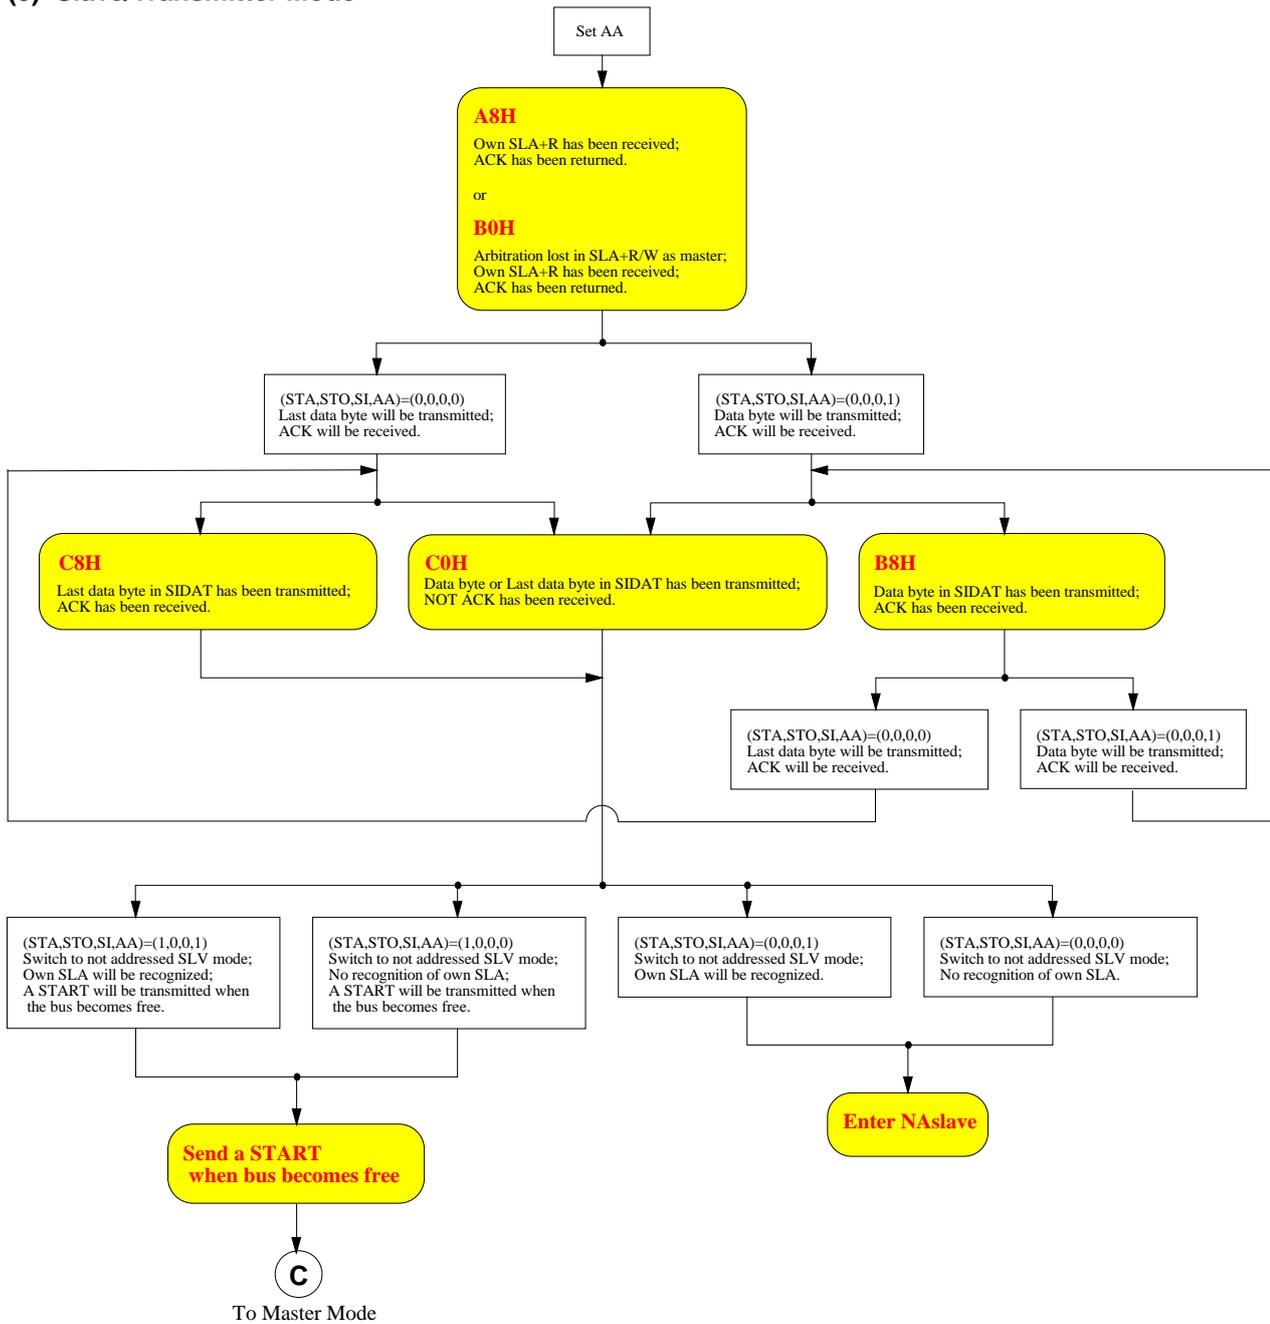 Set AA
A8H
Own SLA+R has been received;
ACK has been returned.
or
B0H
Arbitration lost in SLA+R/W as master;
Own SLA+R has been received;
ACK has been returned.
(STA,STO,SI,AA)=(0,0,0,0)
Last data byte will be transmitted;
ACK will be received.
(STA,STO,SI,AA)=(0,0,0,1)
Data byte will be transmitted;
ACK will be received.
C8H
Last data byte in SIDAT has been transmitted;
ACK has been received.
C0H
Data byte or Last data byte in SIDAT has been transmitted;
NOT ACK has been received.
B8H
Data byte in SIDAT has been transmitted;
ACK has been received.
(STA,STO,SI,AA)=(0,0,0,0)
Last data byte will be transmitted;
ACK will be received.
(STA,STO,SI,AA)=(0,0,0,1)
Data byte will be transmitted;
ACK will be received.
(STA,STO,SI,AA)=(1,0,0,1)
Switch to not addressed SLV mode;
Own SLA will be recognized;
A START will be transmitted when
the bus becomes free.
(STA,STO,SI,AA)=(1,0,0,0)
Switch to not addressed SLV mode;
No recognition of own SLA;
A START will be transmitted when
the bus becomes free.
(STA,STO,SI,AA)=(0,0,0,1)
Switch to not addressed SLV mode;
Own SLA will be recognized.
(STA,STO,SI,AA)=(0,0,0,0)
Switch to not addressed SLV mode;
No recognition of own SLA.
Send a START
when bus becomes free
Enter NAslave
C
To Master Mode